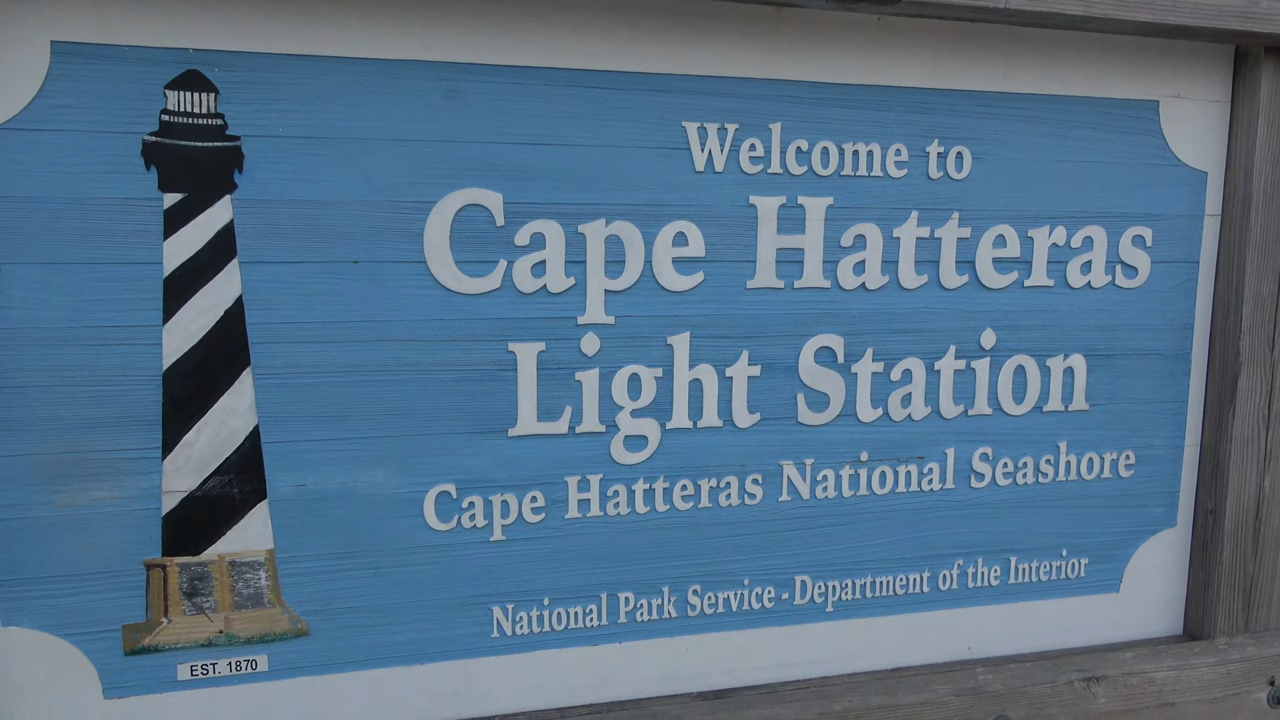 Welcome to
Cape Hatteras
Light Station
Cape Hatteras National Seashore
National Park Service - Department of the Interior
EST. 1870